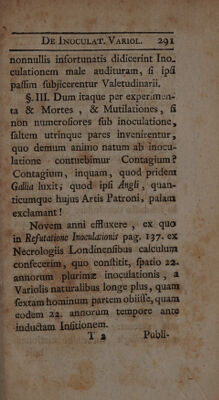 DE INOCULAT. VARIOL. 291
nonnullis infortunatis didicerint Ino-
culationem male audituram, si ipsi
passim subjicerentur Valetudinarii.
§. III. Dum itaque per experimen-
ta & Mortes, & Mutilationes, si
non numerosiores sub inoculatione,
saltem utrinque pares invenirentur,
quo demum animo natum ab inocu-
latione contuebimur Contagium?
Contagium, inquam, quod pridem
Gallia luxit; quod ipsi Angli, quan-
ticumque hujus Artis Patroni, palam
exclamant!
Novem anni effluxere, ex quo
in Refutatione Inoculationis pag. 137. ex
Necrologiis Londinensibus calculum
confecerim, quo constitit, spatio 22.
annorum plurimæ inoculationis, a
Variolis naturalibus longe plus, quam
sextam hominum partem obiisse, quam
eodem 22. annorum tempore ante
inductam Insitionem.
T 2 Publi-